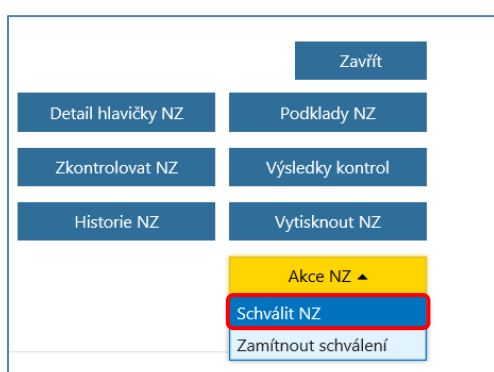 Zavřít
Detail hlavičky NZ
Podklady NZ
Zkontrolovat NZ
Výsledky kontrol
Historie NZ
Vytisknout NZ
Akce NZ ▲
Schválit NZ
Zamítnout schválení